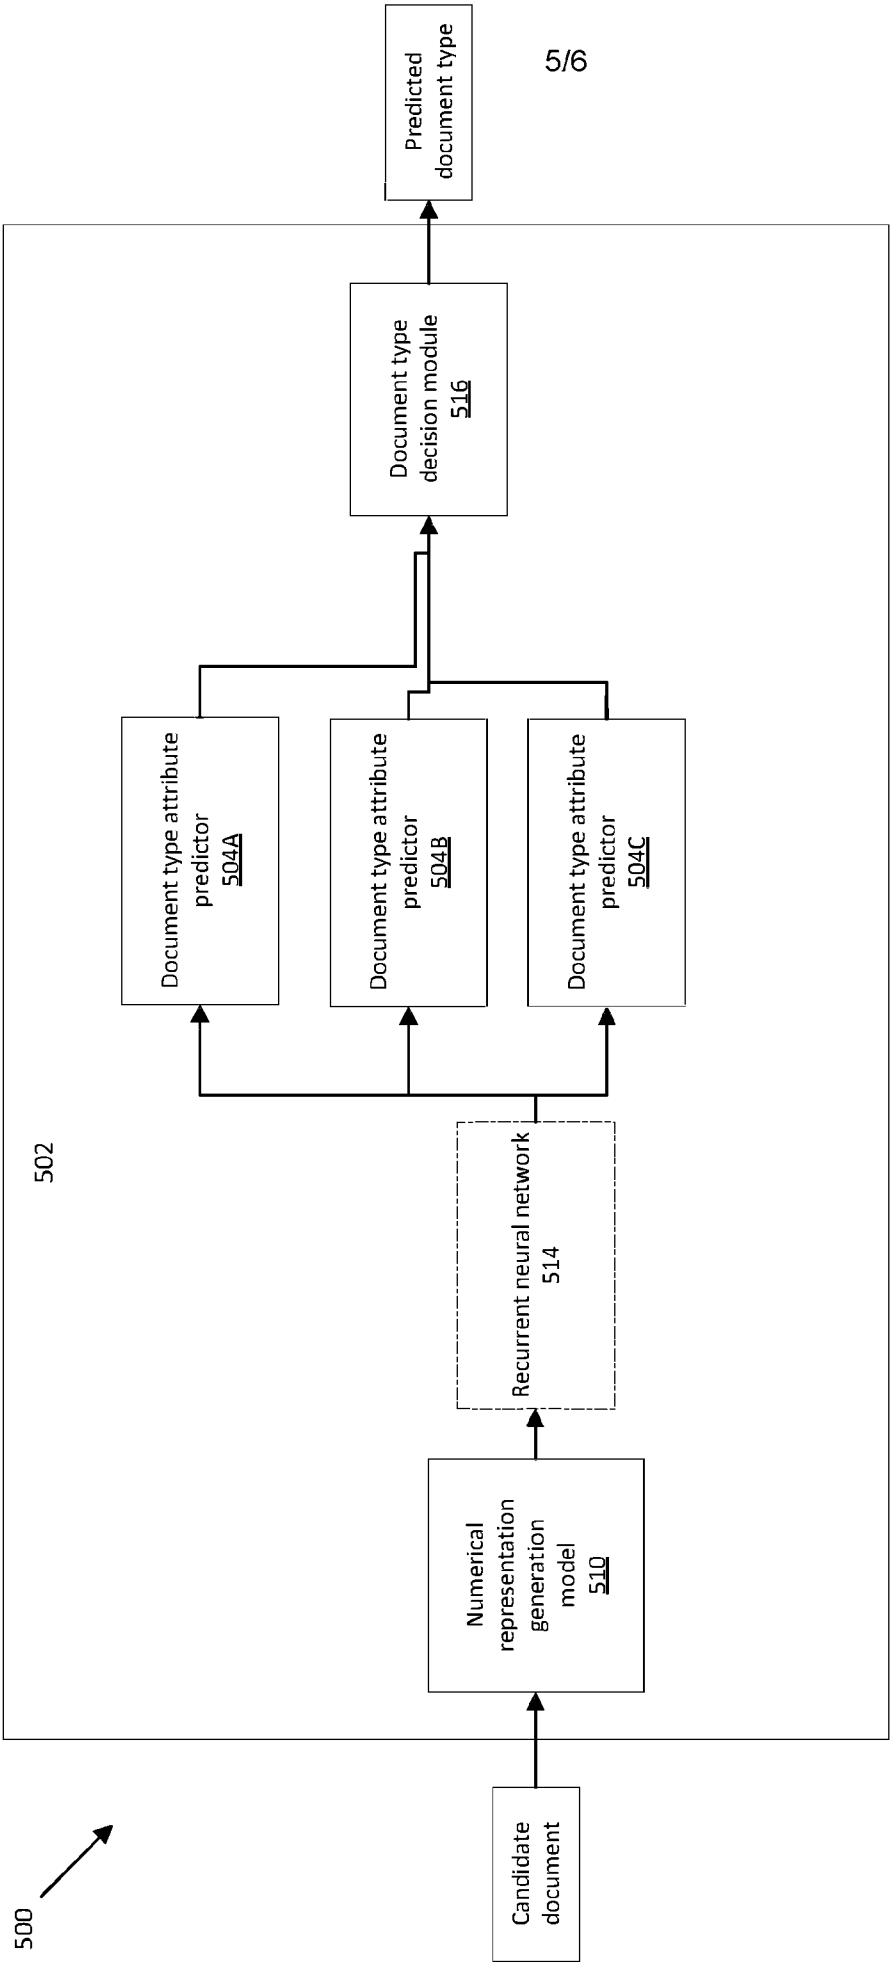 5/6
500
502
Candidate
document
Numerical
representation
generation
model
510
Recurrent neural network
514
Document type attribute
predictor
504A
Document type attribute
predictor
504B
Document type attribute
predictor
504C
Document type
decision module
516
Predicted
document type